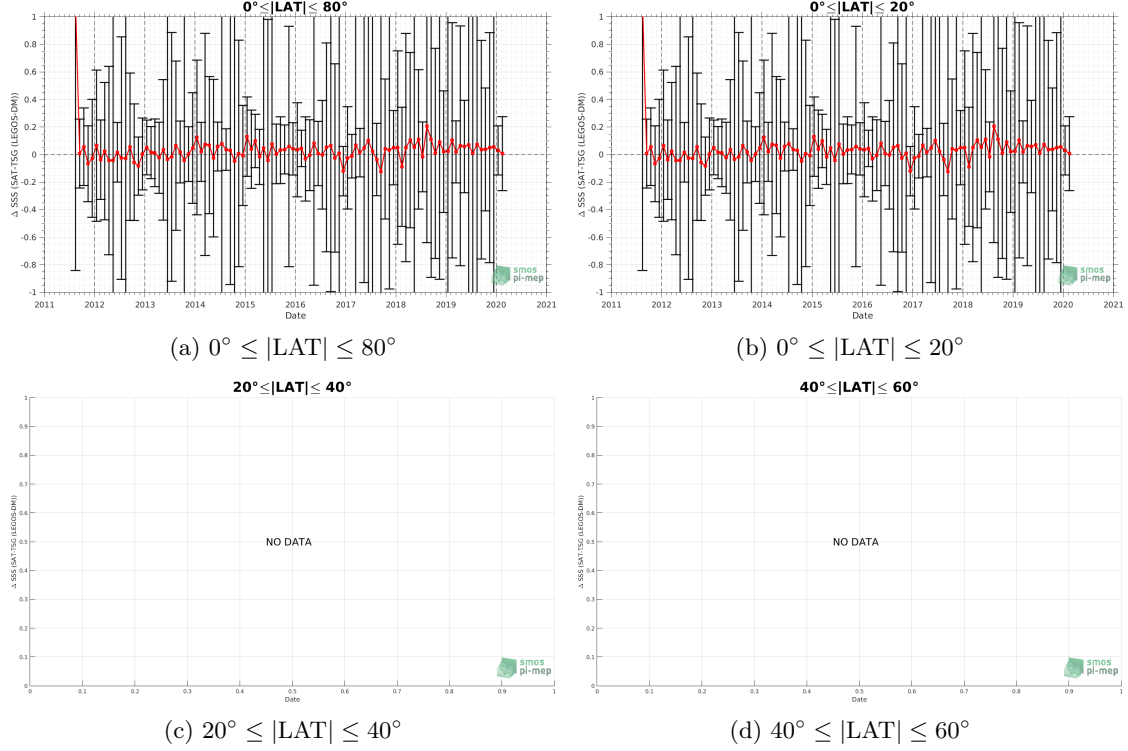 0°≤|LAT|≤ 80°
1
0.8
0.6
0.4
0.2
0
-0.2
-0.4
-0.6
-0.8
-1
Δ SSS (SAT-TSG (LEGOS-DM))
2011 2012 2013 2014 2015 2016 2017 2018 2019 2020 2021
Date
smos
pi-mep
(a) 0° ≤ |LAT| ≤ 80°
0°≤|LAT|≤ 20°
1
0.8
0.6
0.4
0.2
0
-0.2
-0.4
-0.6
-0.8
-1
Δ SSS (SAT-TSG (LEGOS-DM))
2011 2012 2013 2014 2015 2016 2017 2018 2019 2020 2021
Date
smos
pi-mep
(b) 0° ≤ |LAT| ≤ 20°
20°≤|LAT|≤ 40°
1
0.9
0.8
0.7
0.6
0.5
0.4
0.3
0.2
0.1
0
Δ SSS (SAT-TSG (LEGOS-DM))
NO DATA
0 0.1 0.2 0.3 0.4 0.5 0.6 0.7 0.8 0.9 1
Date
smos
pi-mep
(c) 20° ≤ |LAT| ≤ 40°
40°≤|LAT|≤ 60°
1
0.9
0.8
0.7
0.6
0.5
0.4
0.3
0.2
0.1
0
Δ SSS (SAT-TSG (LEGOS-DM))
NO DATA
0 0.1 0.2 0.3 0.4 0.5 0.6 0.7 0.8 0.9 1
Date
smos
pi-mep
(d) 40° ≤ |LAT| ≤ 60°